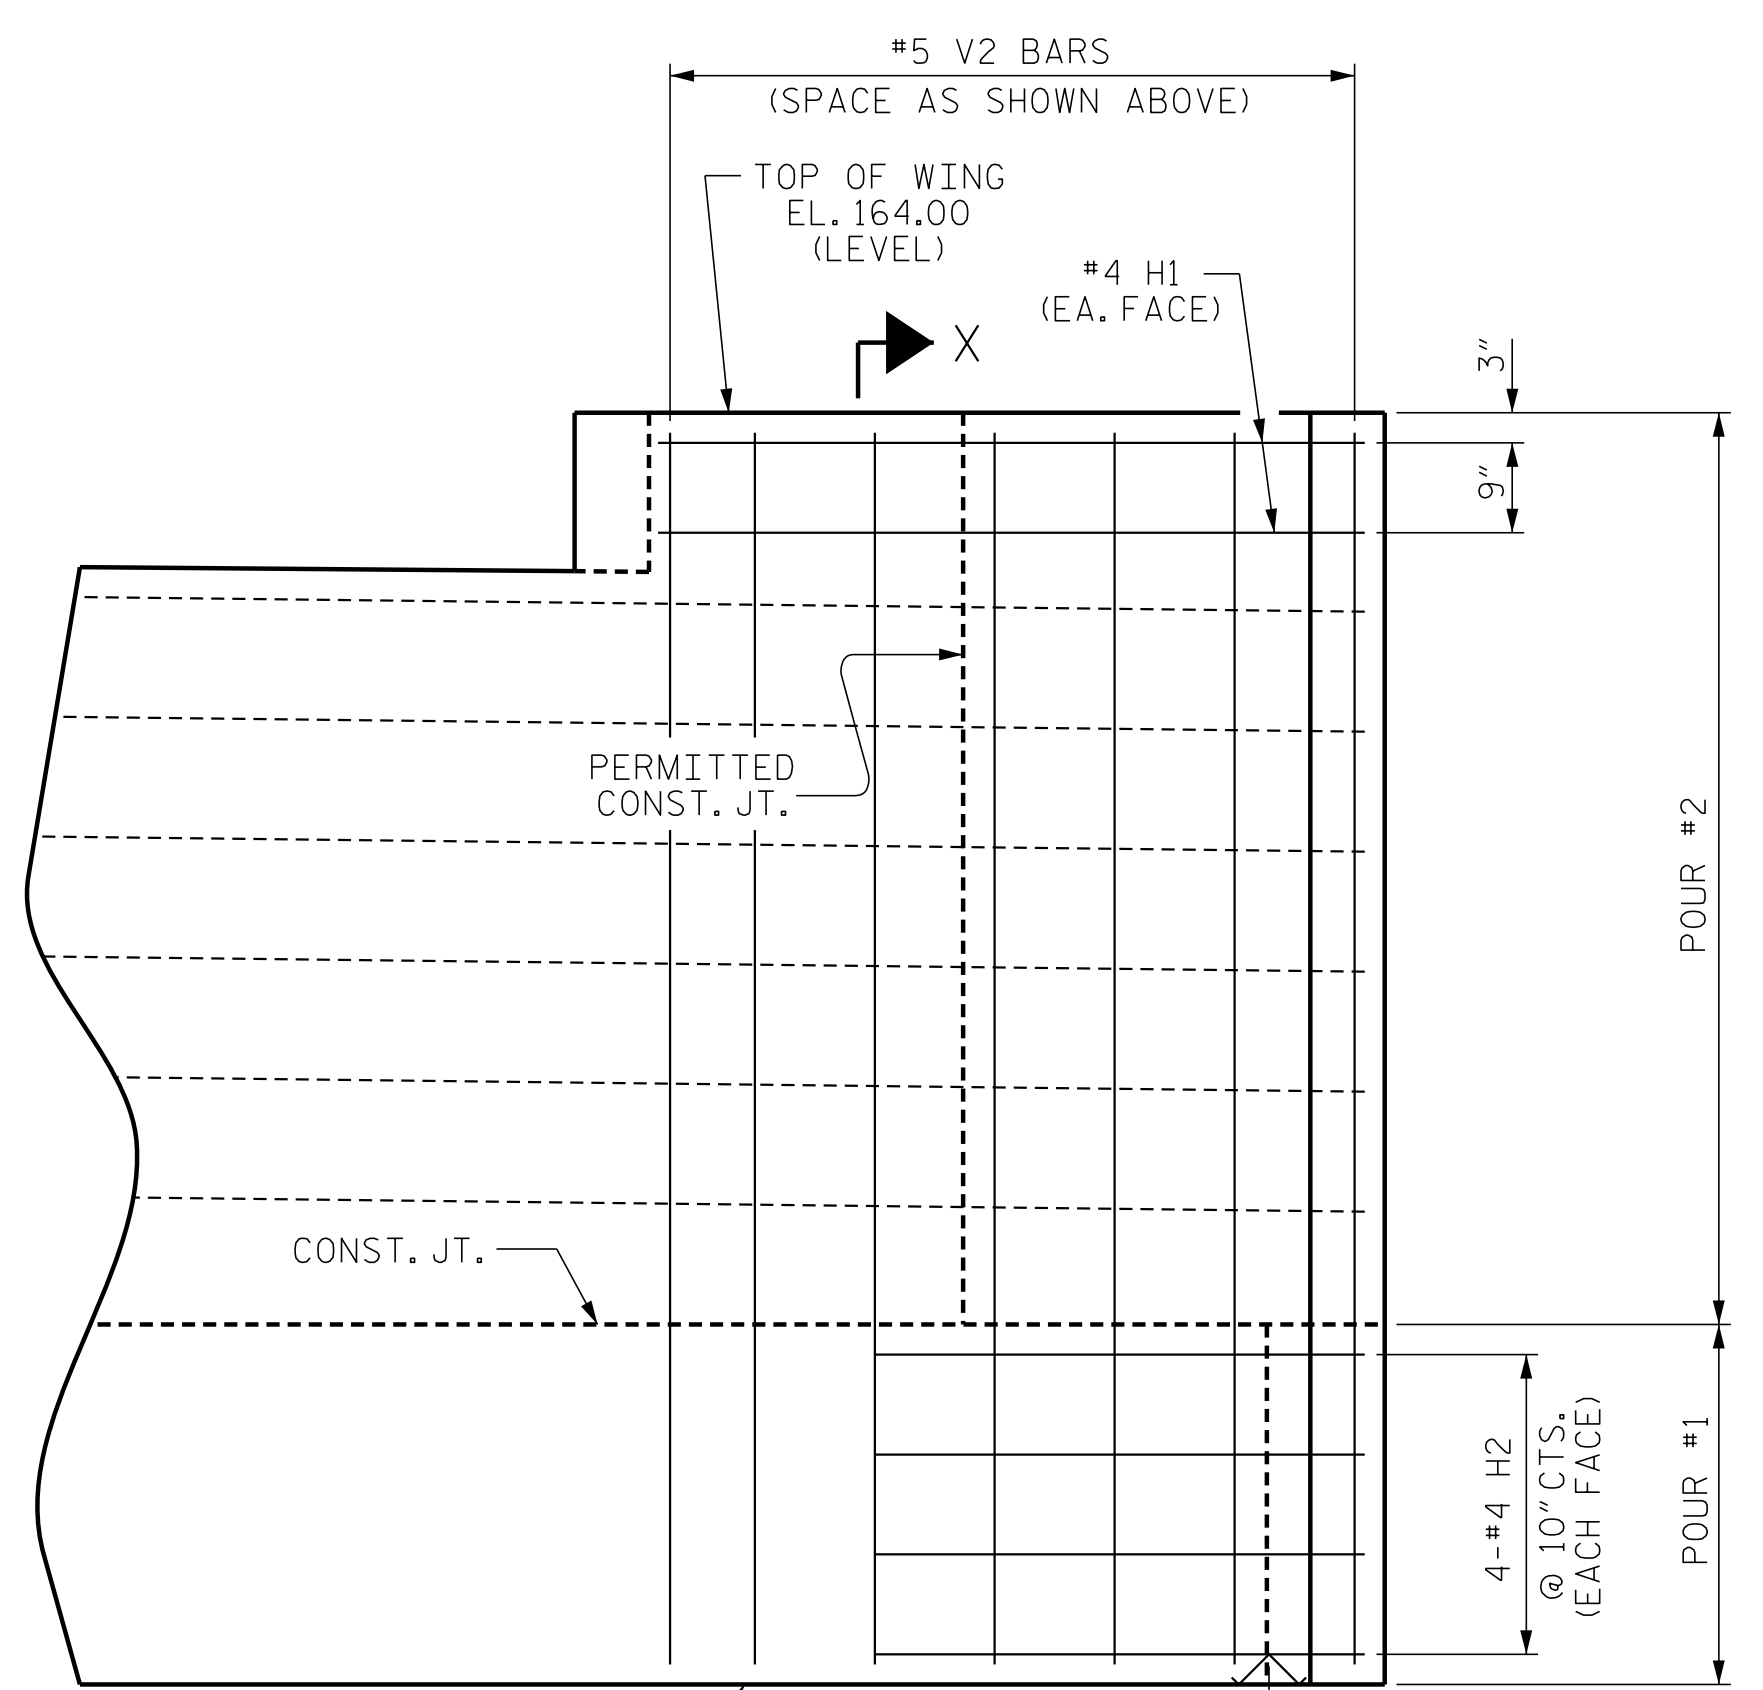 #5 V2 BARS
(SPACE AS SHOWN ABOVE)
TOP OF WING
EL. 164.00
(LEVEL)
#4 H1
(EA. FACE)
X
3"
9"
PERMITTED
CONST. JT.
POUR #2
CONST. JT.
4-#4 H2
@ 10" CTS.
(EACH FACE)
POUR #1